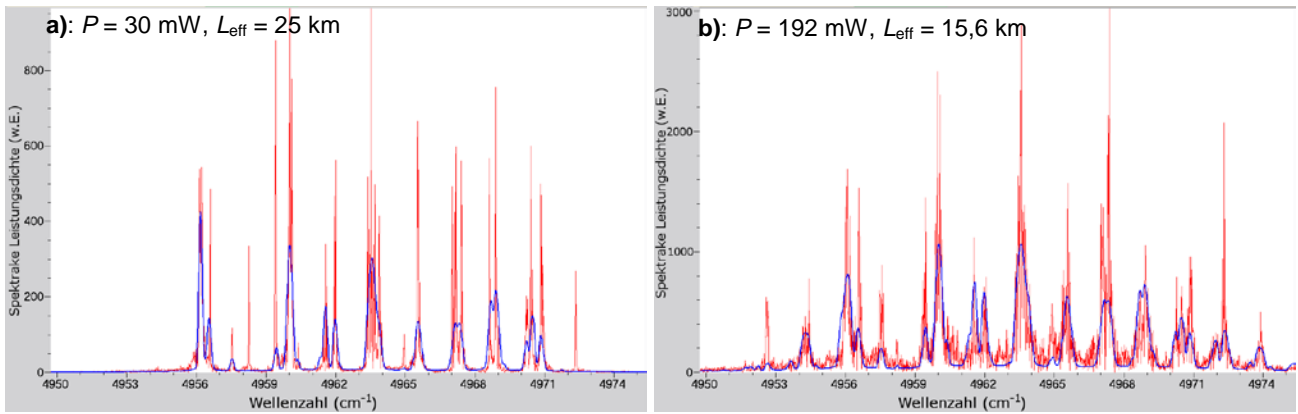 a): P = 30 mW, Leff = 25 km
Spektrake Leistungsdichte (w.E.)
800
600
400
200
0
4950 4953 4956 4959 4962 4965 4968 4971 4974
Wellenzahl (cm⁻¹)
b): P = 192 mW, Leff = 15,6 km
Spektrake Leistungsdichte (w.E.)
3000
2000
1000
0
4950 4953 4956 4959 4962 4965 4968 4971 4974
Wellenzahl (cm⁻¹)